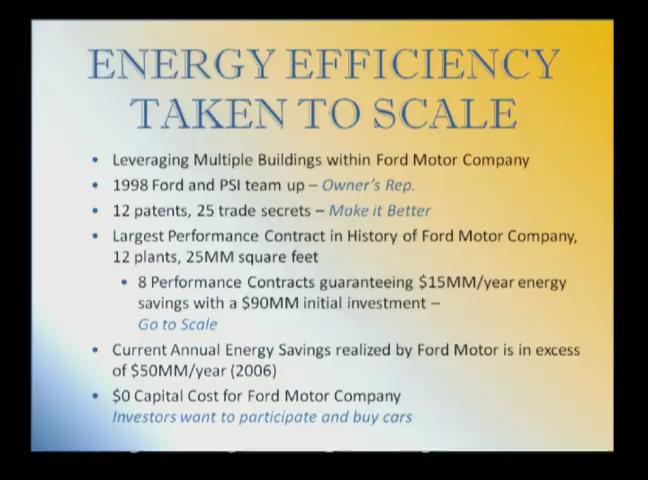 ENERGY EFFICIENCY
TAKEN TO SCALE
• Leveraging Multiple Buildings within Ford Motor Company
• 1998 Ford and PSI team up – Owner's Rep.
• 12 patents, 25 trade secrets – Make it Better
• Largest Performance Contract in History of Ford Motor Company,
12 plants, 25MM square feet
• 8 Performance Contracts guaranteeing $15MM/year energy
savings with a $90MM initial investment –
Go to Scale
• Current Annual Energy Savings realized by Ford Motor is in excess
of $50MM/year (2006)
• $0 Capital Cost for Ford Motor Company
Investors want to participate and buy cars